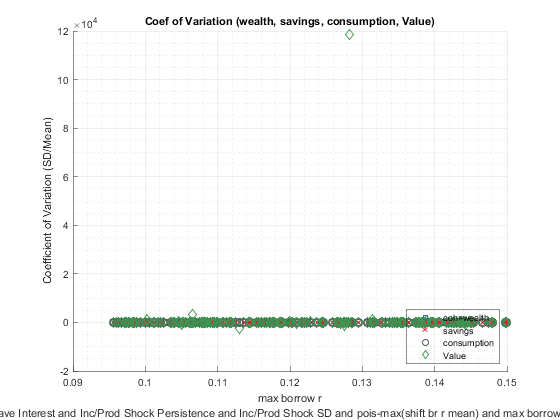 Coef of Variation (wealth, savings, consumption, Value)
×10⁴
12
10
8
6
4
2
0
-2
Coefficient of Variation (SD/Mean)
0.09
0.1
0.11
0.12
0.13
0.14
0.15
max borrow r
coh=wealth
savings
consumption
Value
ave Interest and Inc/Prod Shock Persistence and Inc/Prod Shock SD and pois-max(shift br r mean) and max borrow